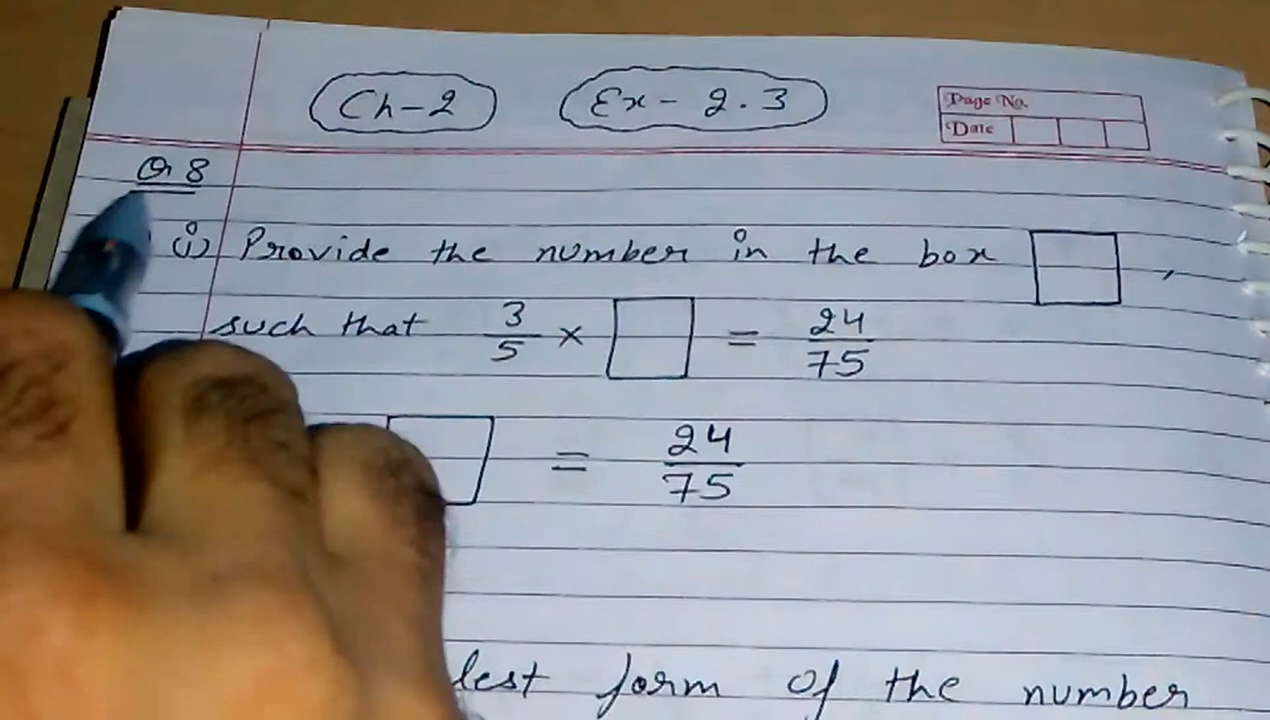 Ch-2 Ex-2.3
Page No.
Date
Q 8
(i) Provide the number in the box □,
such that 3/5 × □ = 24/75
□ = 24/75
form of the number